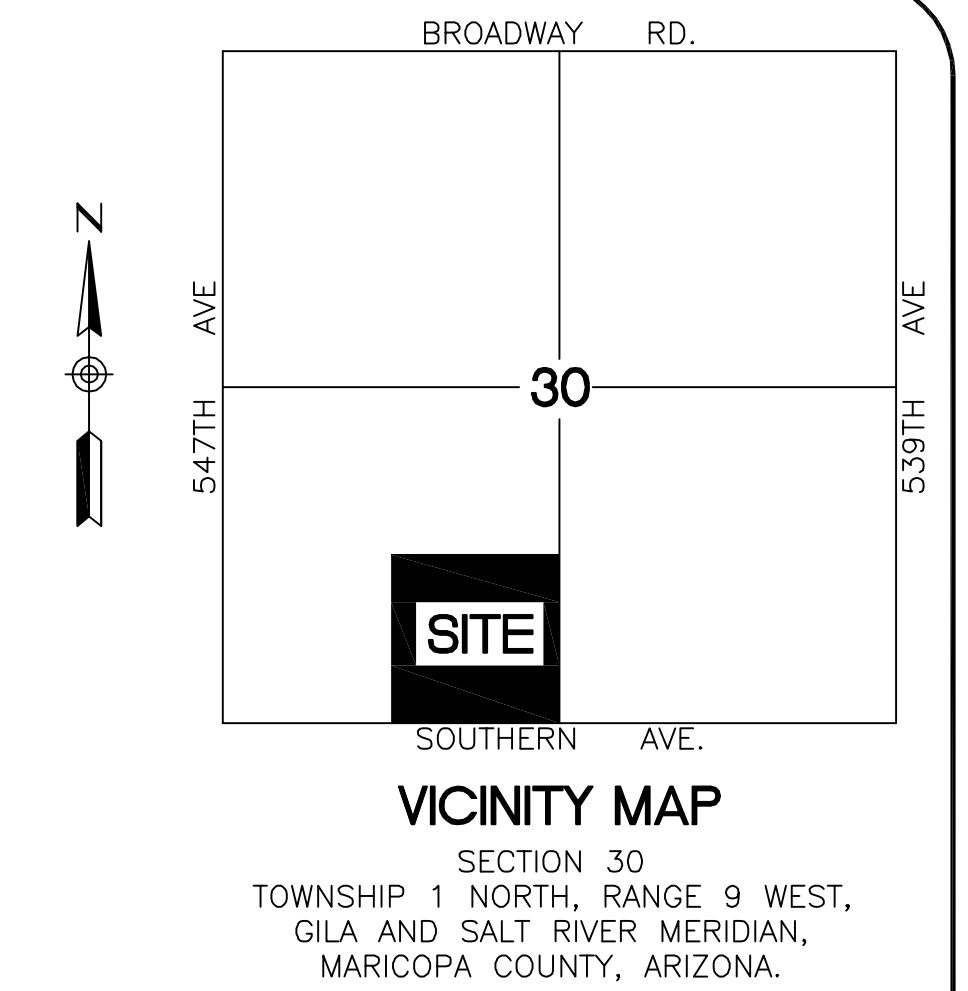 BROADWAY RD.
N
547TH AVE
539TH AVE
30
SITE
SOUTHERN AVE.
VICINITY MAP
SECTION 30
TOWNSHIP 1 NORTH, RANGE 9 WEST,
GILA AND SALT RIVER MERIDIAN,
MARICOPA COUNTY, ARIZONA.